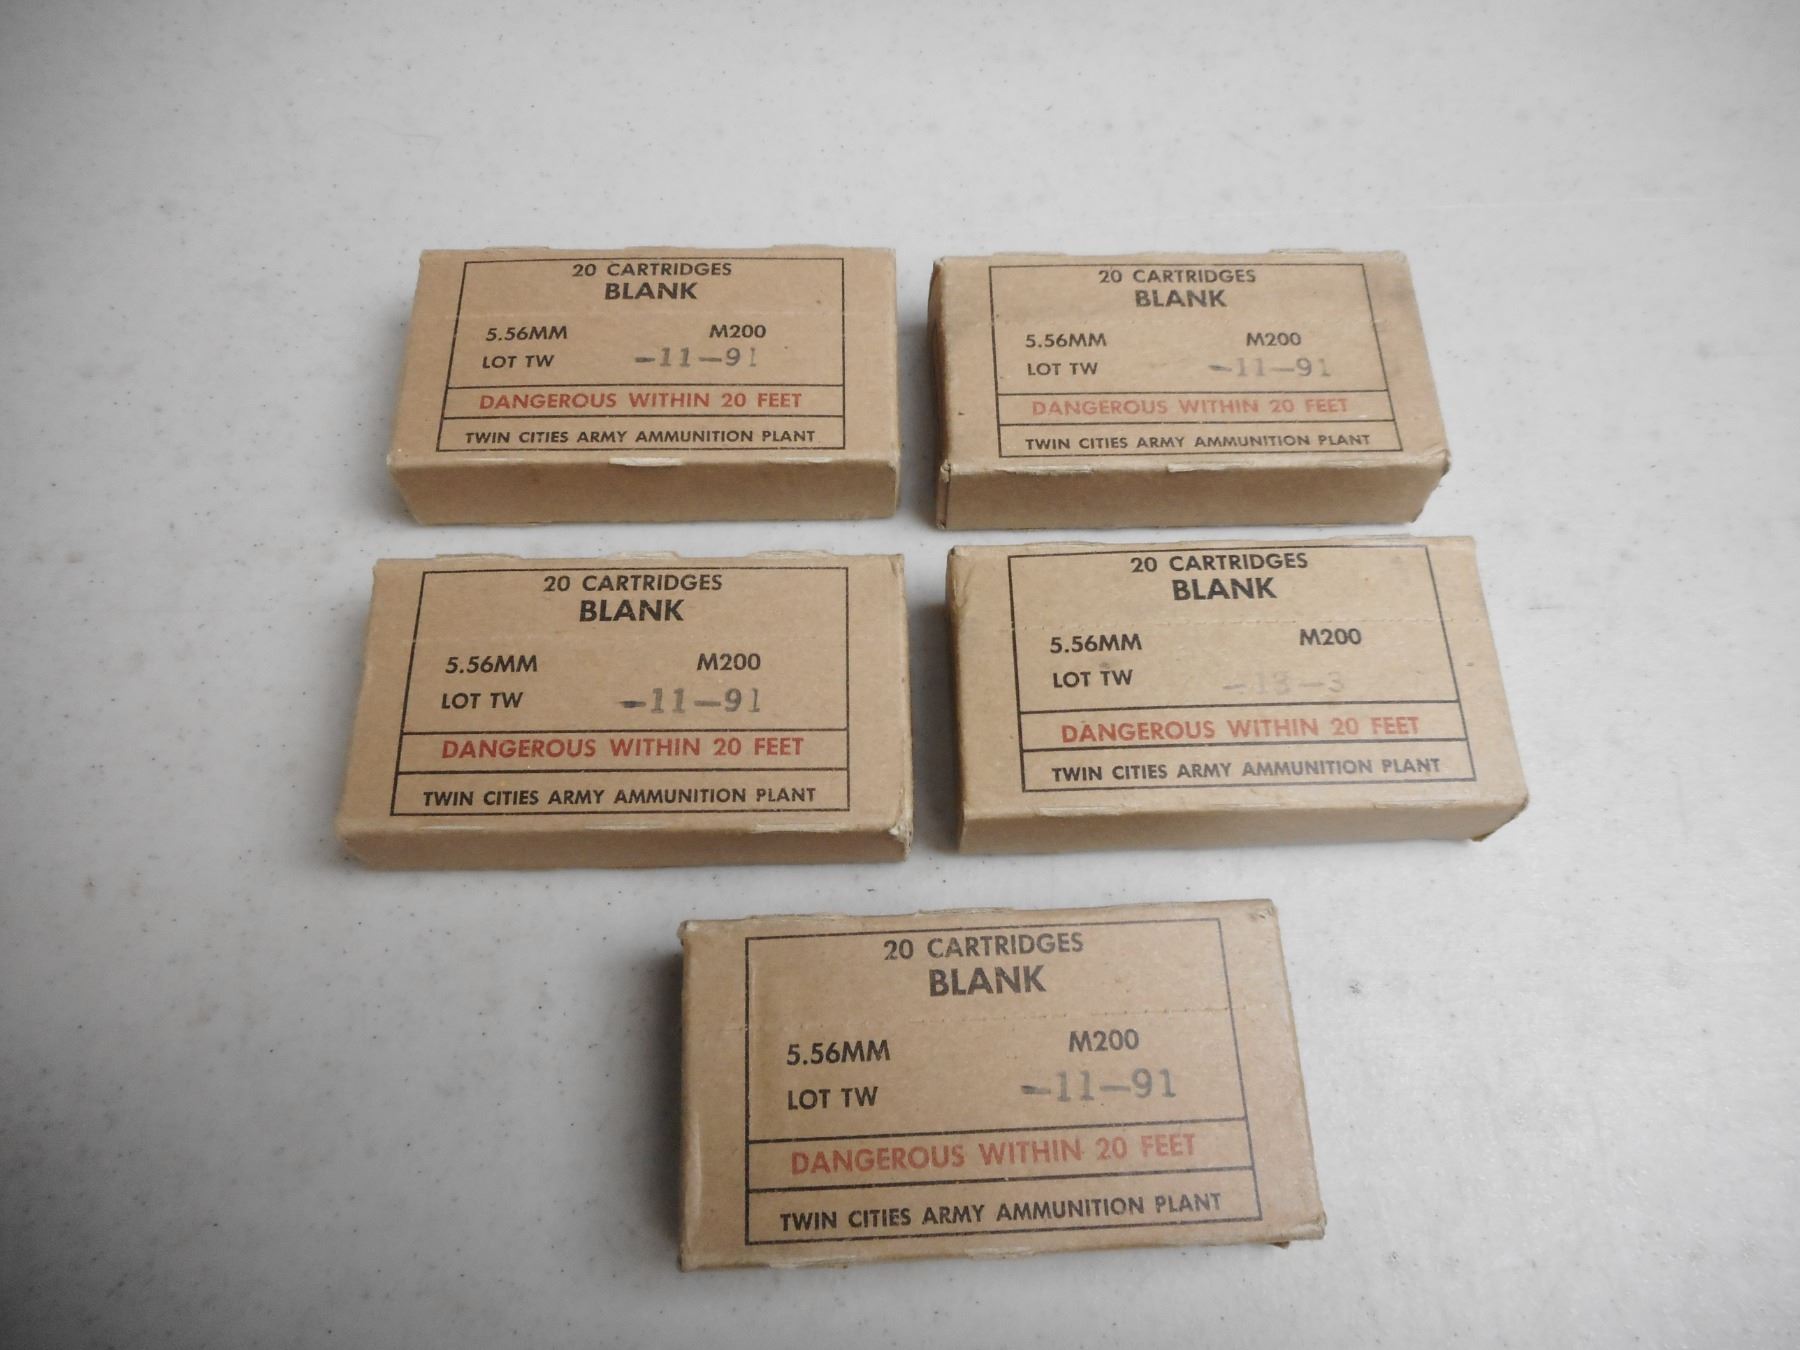 20 CARTRIDGES
BLANK
5.56MM M200
LOT TW -11-91
DANGEROUS WITHIN 20 FEET
TWIN CITIES ARMY AMMUNITION PLANT
20 CARTRIDGES
BLANK
5.56MM M200
LOT TW -11-91
DANGEROUS WITHIN 20 FEET
TWIN CITIES ARMY AMMUNITION PLANT
20 CARTRIDGES
BLANK
5.56MM M200
LOT TW -11-91
DANGEROUS WITHIN 20 FEET
TWIN CITIES ARMY AMMUNITION PLANT
20 CARTRIDGES
BLANK
5.56MM M200
LOT TW
DANGEROUS WITHIN 20 FEET
TWIN CITIES ARMY AMMUNITION PLANT
20 CARTRIDGES
BLANK
5.56MM M200
LOT TW -11-91
DANGEROUS WITHIN 20 FEET
TWIN CITIES ARMY AMMUNITION PLANT